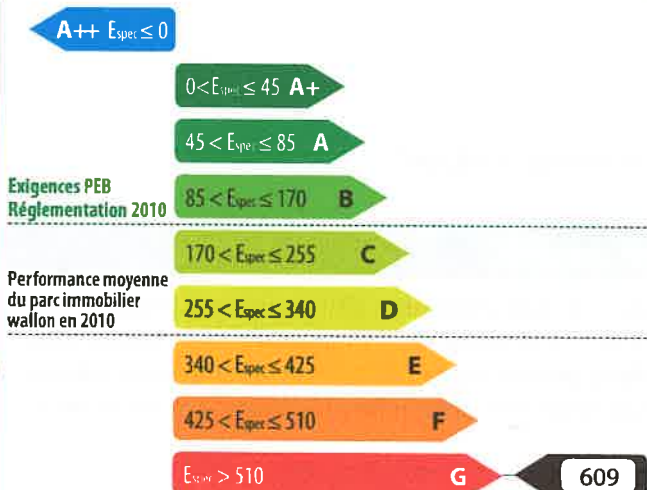 A++ Espec ≤ 0
0 < Espec ≤ 45 A+
45 < Espec ≤ 85 A
Exigences PEB
Réglementation 2010
85 < Espec ≤ 170 B
170 < Espec ≤ 255 C
Performance moyenne
du parc immobilier
wallon en 2010
255 < Espec ≤ 340 D
340 < Espec ≤ 425 E
425 < Espec ≤ 510 F
Espec > 510 G 609